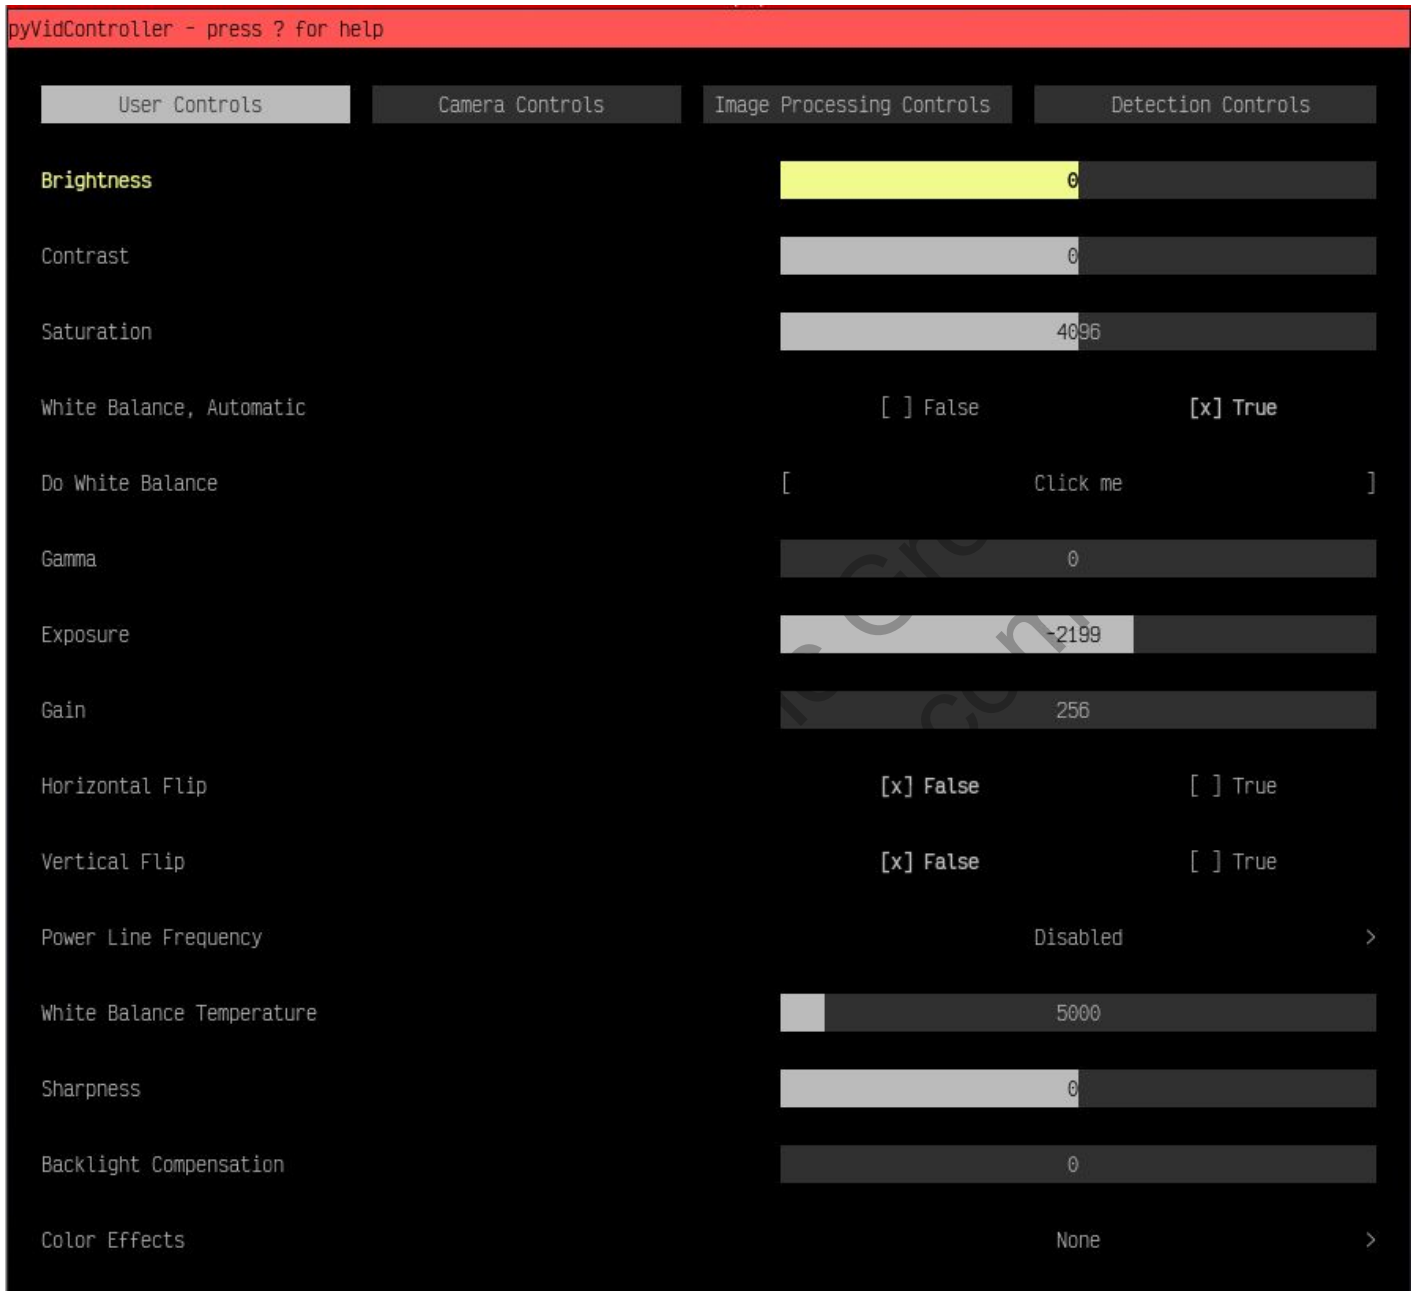 pyVidController - press ? for help
User Controls Camera Controls Image Processing Controls Detection Controls
Brightness 0
Contrast 0
Saturation 4096
White Balance, Automatic [ ] False [x] True
Do White Balance [ Click me ]
Gamma 0
Exposure -2199
Gain 256
Horizontal Flip [x] False [ ] True
Vertical Flip [x] False [ ] True
Power Line Frequency Disabled >
White Balance Temperature 5000
Sharpness 0
Backlight Compensation 0
Color Effects None >